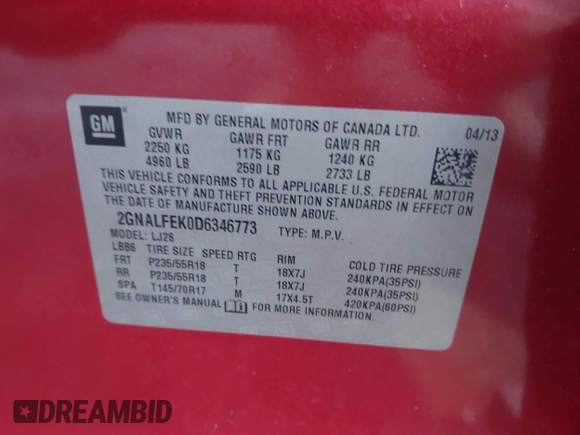 GM
MFD BY GENERAL MOTORS OF CANADA LTD. 04/13
GVWR GAWR FRT GAWR RR
2250 KG 1175 KG 1240 KG
4960 LB 2590 LB 2733 LB
THIS VEHICLE CONFORMS TO ALL APPLICABLE U.S. FEDERAL MOTOR
VEHICLE SAFETY AND THEFT PREVENTION STANDARDS IN EFFECT ON
THE DATE OF MANUFACTURE SHOWN ABOVE.
2GNALFEK0D6346773 TYPE: M.P.V.
MODEL: LJ26
LBB6 TIRE SIZE SPEED RTG RIM COLD TIRE PRESSURE
FRT P235/55R18 T 18X7J 240KPA(35PSI)
RR P235/55R18 T 18X7J 240KPA(35PSI)
SPA T145/70R17 M 17X4.5T 420KPA(60PSI)
SEE OWNER'S MANUAL FOR MORE INFORMATION.
DREAMBID